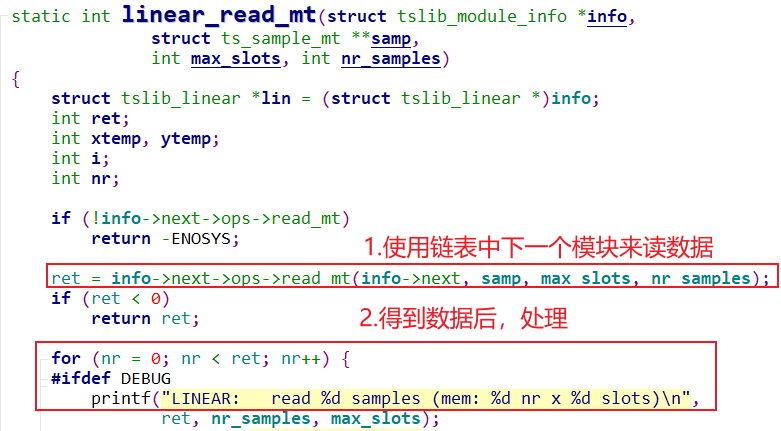 static int linear_read_mt(struct tslib_module_info *info,
struct ts_sample_mt **samp,
int max_slots, int nr_samples)
{
struct tslib_linear *lin = (struct tslib_linear *)info;
int ret;
int xtemp, ytemp;
int i;
int nr;
if (!info->next->ops->read_mt)
return -ENOSYS;
1.使用链表中下一个模块来读数据
ret = info->next->ops->read_mt(info->next, samp, max_slots, nr_samples);
if (ret < 0)
return ret;
2.得到数据后，处理
for (nr = 0; nr < ret; nr++) {
#ifdef DEBUG
printf("LINEAR:   read %d samples (mem: %d nr x %d slots)\n",
ret, nr_samples, max_slots);